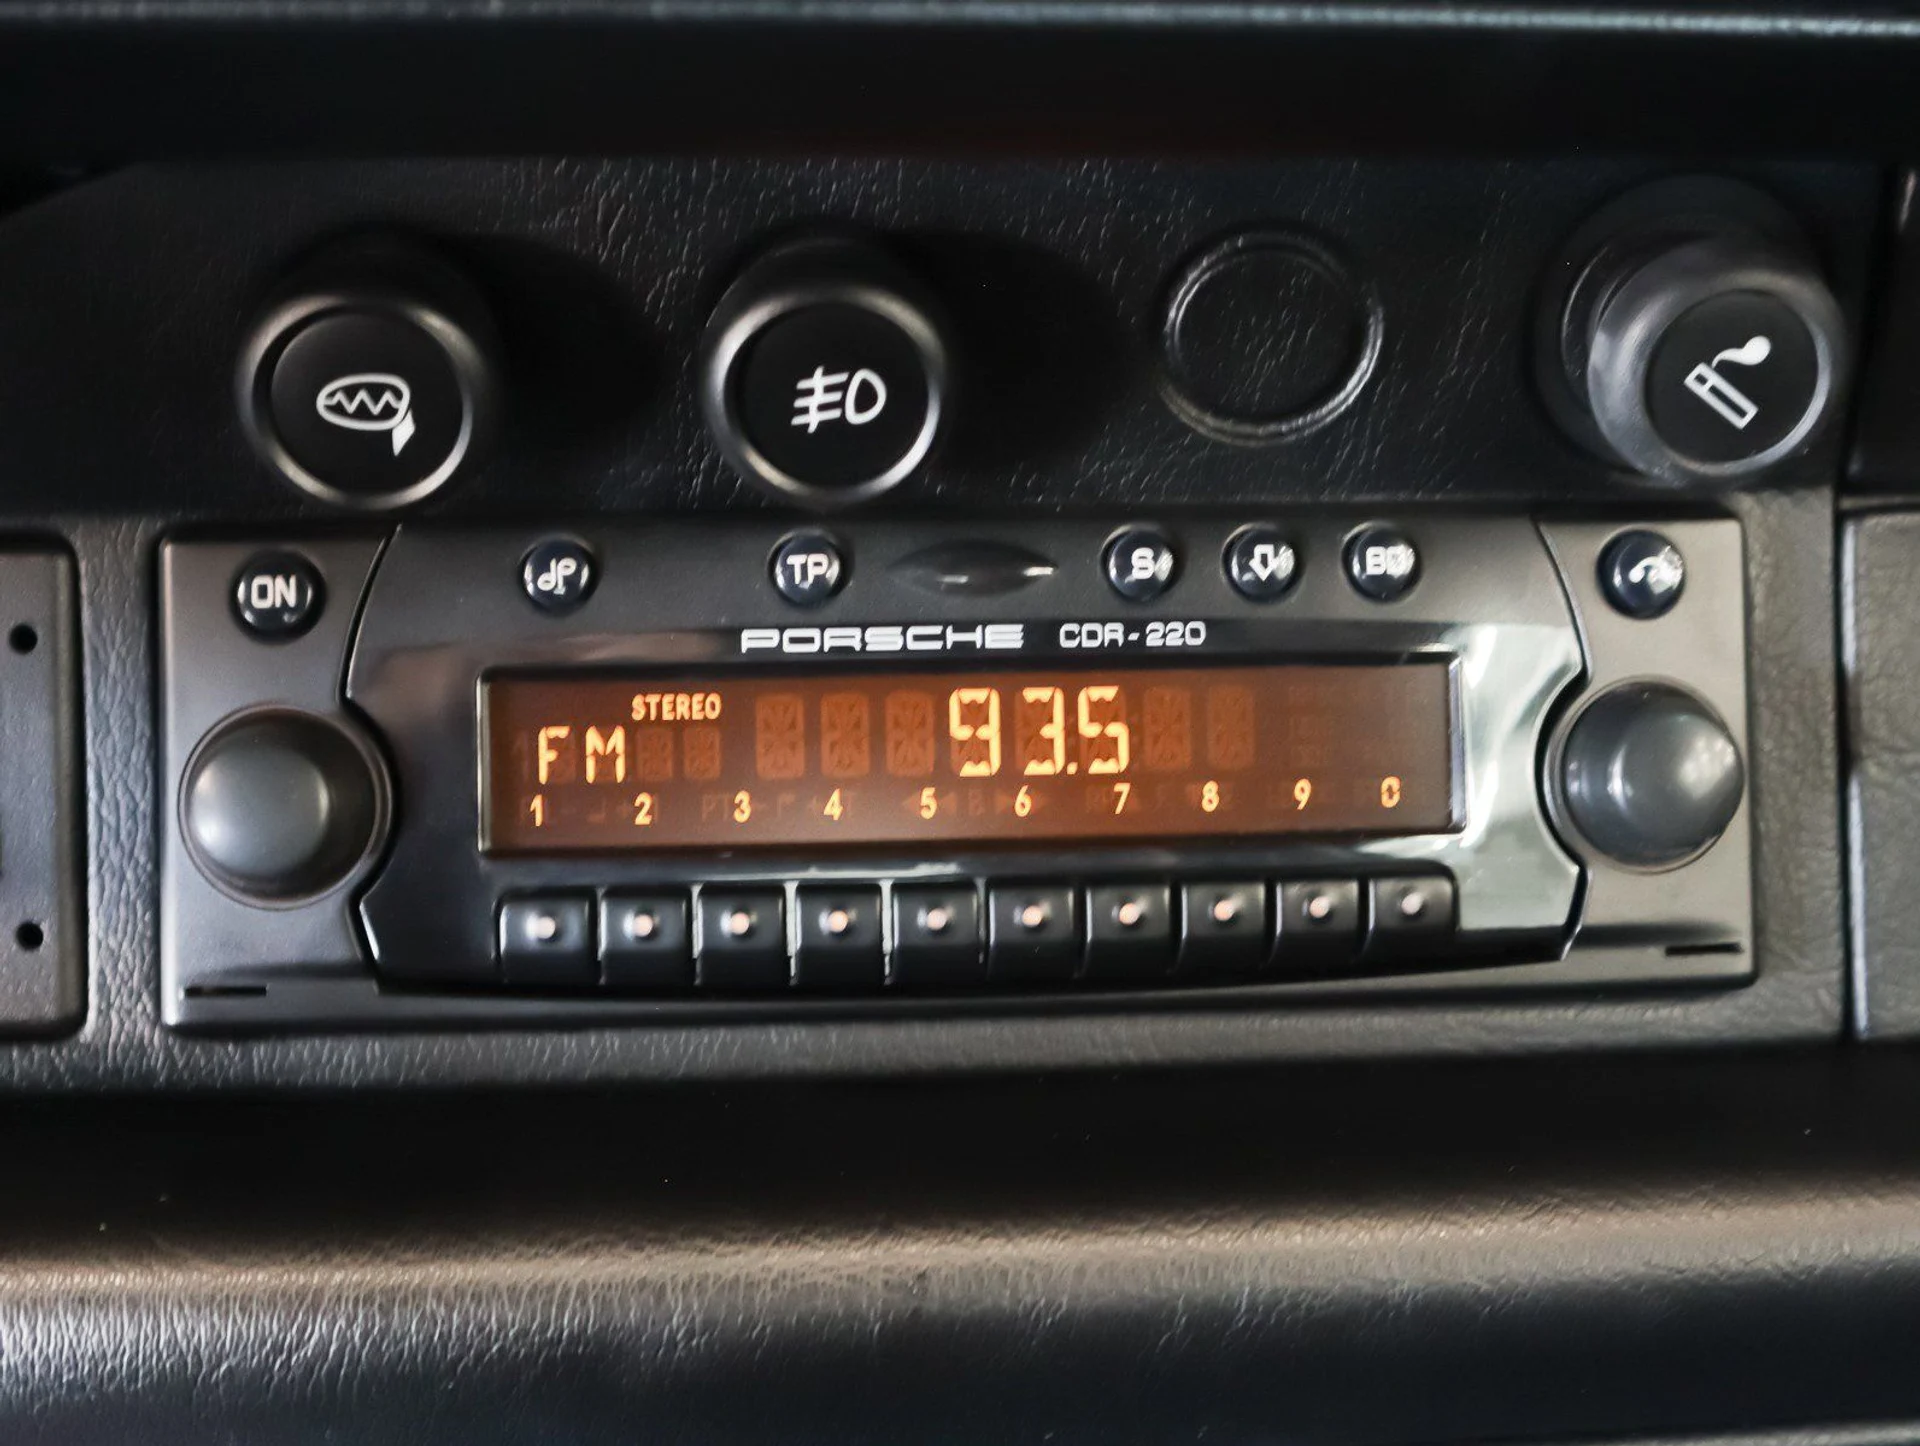 ON
TP
S
PORSCHE CDR-220
STEREO
FM 93.5
1 2 3 4 5 6 7 8 9 0